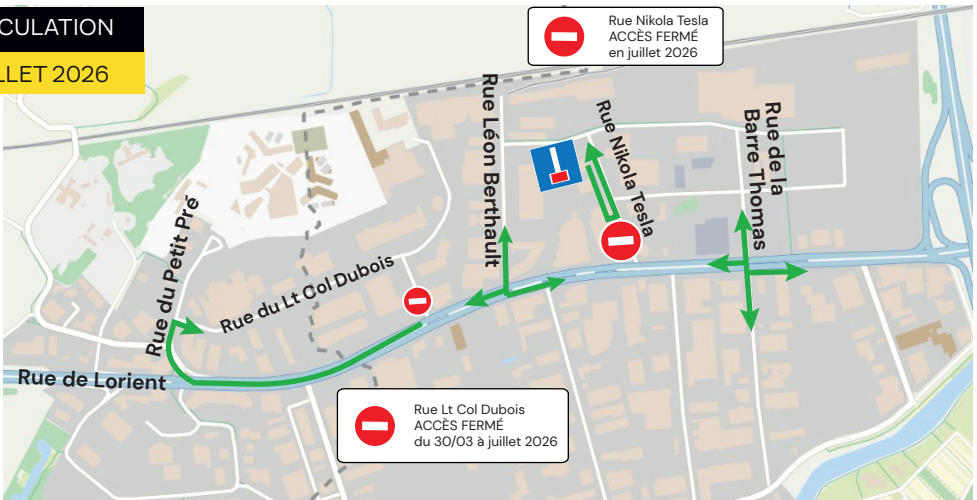 Rue Nikola Tesla
ACCÈS FERMÉ
en juillet 2026
Rue Léon Berthault
Rue Nikola Tesla
Rue de la
Barre Thomas
Rue du Petit Pré
Rue du Lt Col Dubois
Rue de Lorient
Rue Lt Col Dubois
ACCÈS FERMÉ
du 30/03 à juillet 2026
2026